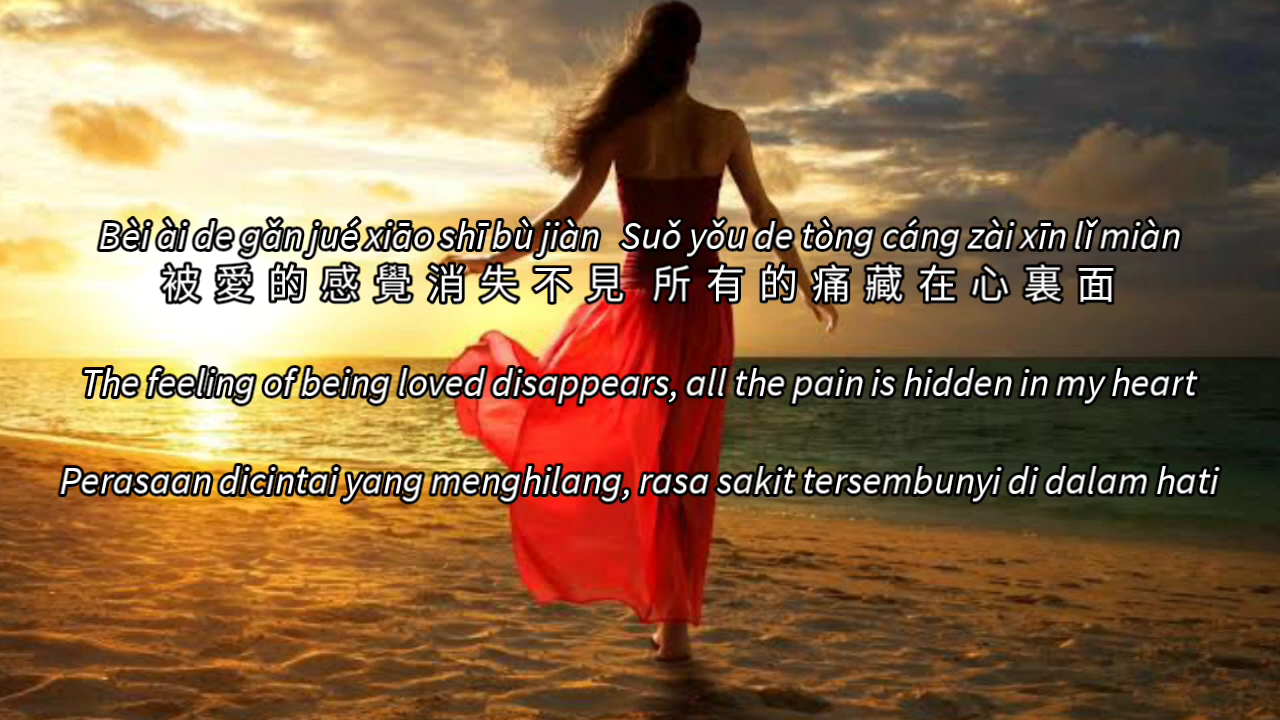 Bèi ài de gǎn jué xiāo shī bù jiàn Suǒ yǒu de tòng cáng zài xīn lǐ miàn
被愛的感覺消失不見 所有的痛藏在心裏面
The feeling of being loved disappears, all the pain is hidden in my heart
Perasaan dicintai yang menghilang, rasa sakit tersembunyi di dalam hati